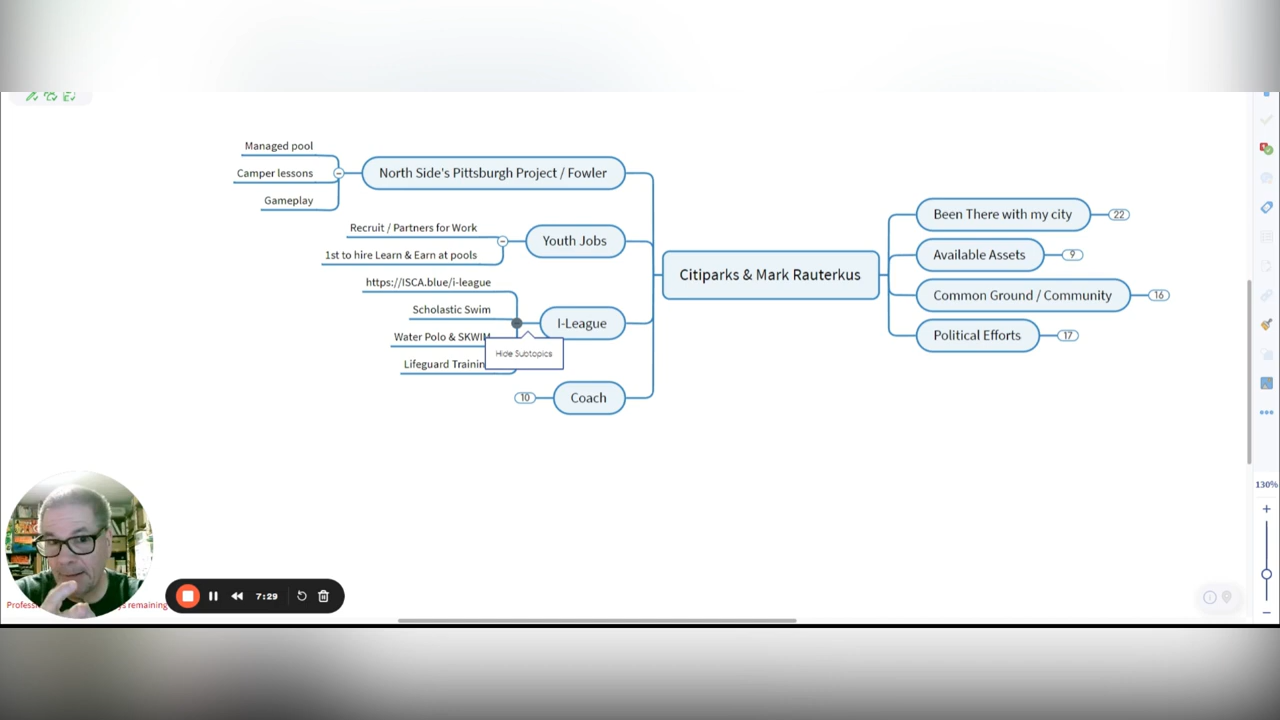 Managed pool
Camper lessons
Gameplay
North Side's Pittsburgh Project / Fowler
Recruit / Partners for Work
1st to hire Learn & Earn at pools
Youth Jobs
https://ISCA.blue/i-league
Scholastic Swim
Water Polo & SKWIM
Lifeguard Trainin
I-League
Hide Subtopics
10
Coach
Citiparks & Mark Rauterkus
Been There with my city
22
Available Assets
9
Common Ground / Community
16
Political Efforts
17
130%
7:29
remaining